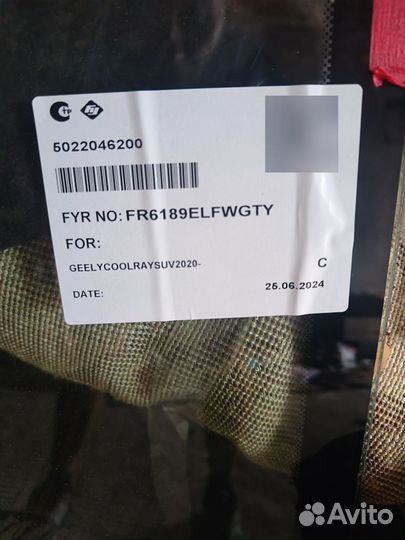 5022046200
FYR NO: FR6189ELFWGTY
FOR:
GEELYCOOLRAYSUV2020-
C
DATE:
25.06.2024
Avito